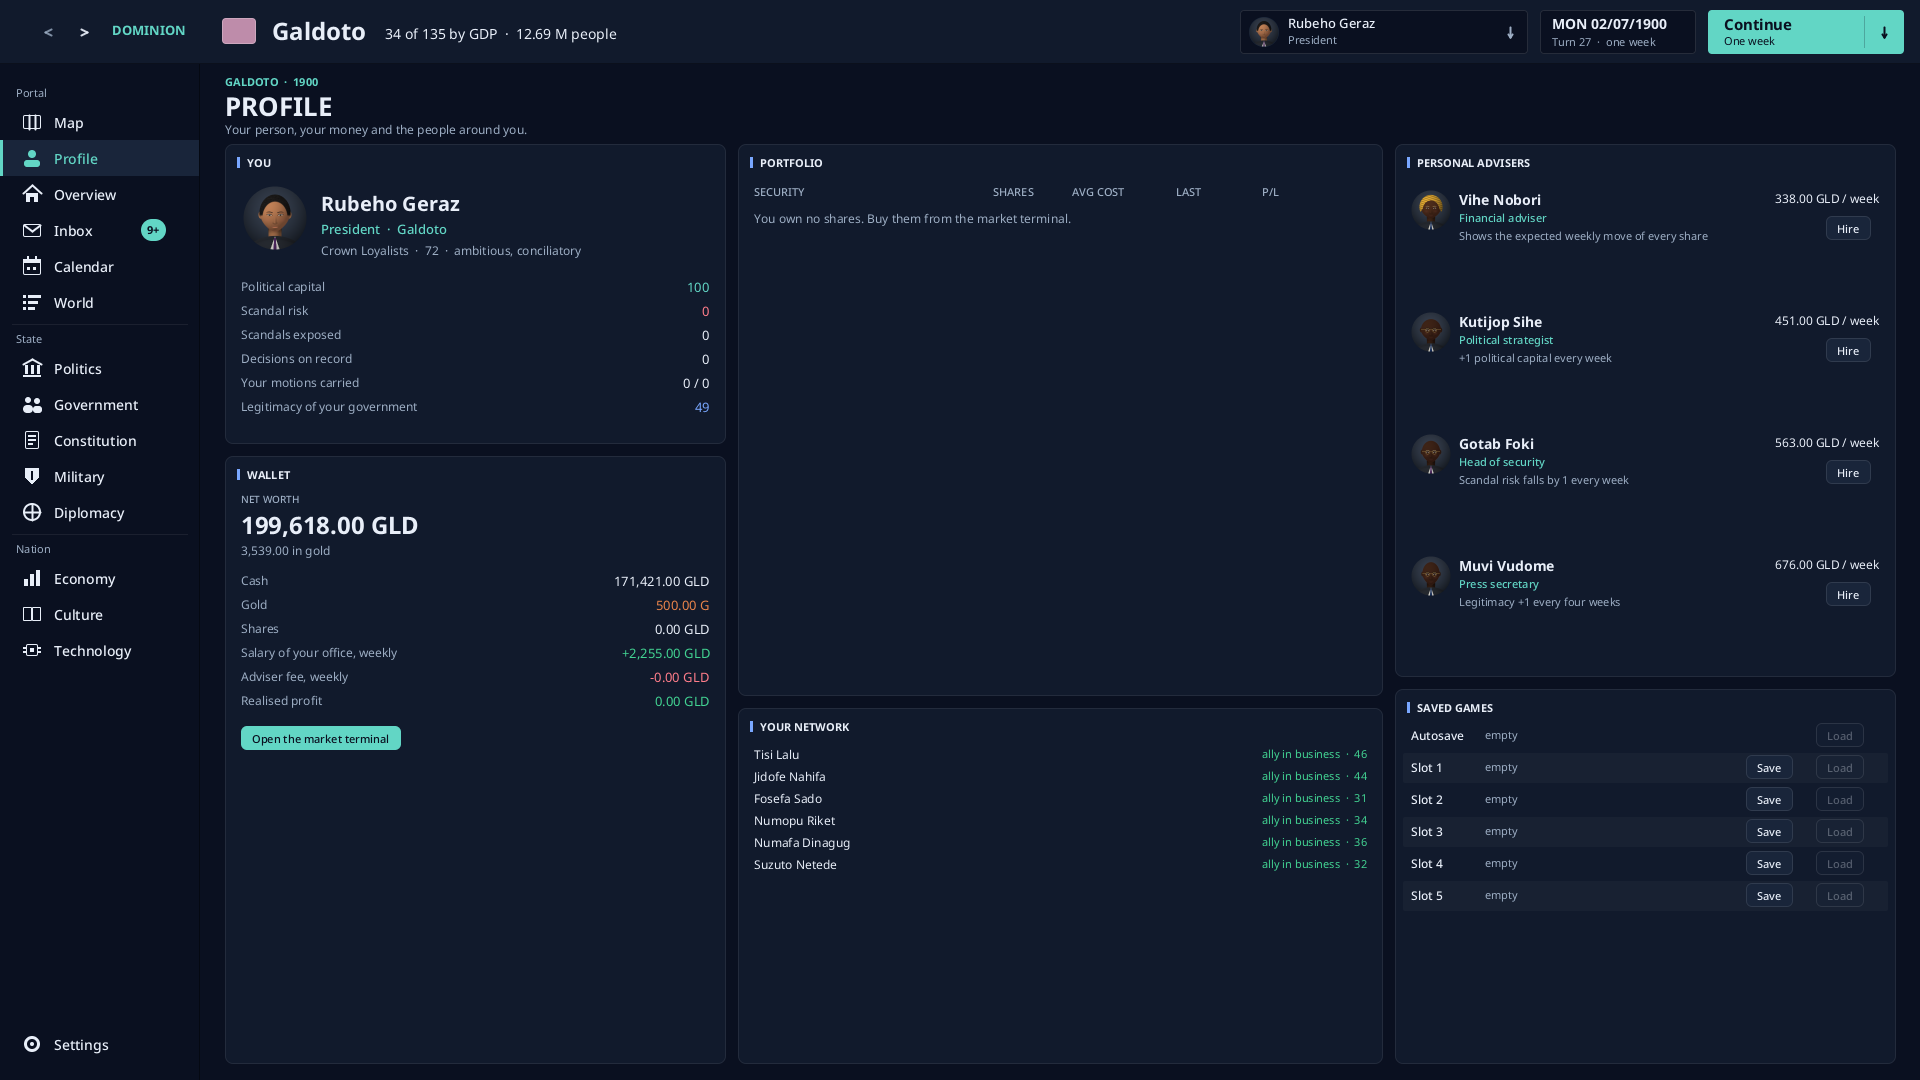 < > DOMINION
Galdoto 34 of 135 by GDP · 12.69 M people
Rubeho Geraz
President
MON 02/07/1900
Turn 27 · one week
Continue
One week
Portal
Map
Profile
Overview
Inbox 9+
Calendar
World
State
Politics
Government
Constitution
Military
Diplomacy
Nation
Economy
Culture
Technology
Settings
GALDOTO · 1900
PROFILE
Your person, your money and the people around you.
YOU
Rubeho Geraz
President · Galdoto
Crown Loyalists · 72 · ambitious, conciliatory
Political capital 100
Scandal risk 0
Scandals exposed 0
Decisions on record 0
Your motions carried 0 / 0
Legitimacy of your government 49
WALLET
NET WORTH
199,618.00 GLD
3,539.00 in gold
Cash 171,421.00 GLD
Gold 500.00 G
Shares 0.00 GLD
Salary of your office, weekly +2,255.00 GLD
Adviser fee, weekly -0.00 GLD
Realised profit 0.00 GLD
Open the market terminal
PORTFOLIO
SECURITY SHARES AVG COST LAST P/L
You own no shares. Buy them from the market terminal.
YOUR NETWORK
Tisi Lalu ally in business · 46
Jidofe Nahifa ally in business · 44
Fosefa Sado ally in business · 31
Numopu Riket ally in business · 34
Numafa Dinagug ally in business · 36
Suzuto Netede ally in business · 32
PERSONAL ADVISERS
Vihe Nobori 338.00 GLD / week
Financial adviser Hire
Shows the expected weekly move of every share
Kutijop Sihe 451.00 GLD / week
Political strategist Hire
+1 political capital every week
Gotab Foki 563.00 GLD / week
Head of security Hire
Scandal risk falls by 1 every week
Muvi Vudome 676.00 GLD / week
Press secretary Hire
Legitimacy +1 every four weeks
SAVED GAMES
Autosave empty Load
Slot 1 empty Save Load
Slot 2 empty Save Load
Slot 3 empty Save Load
Slot 4 empty Save Load
Slot 5 empty Save Load